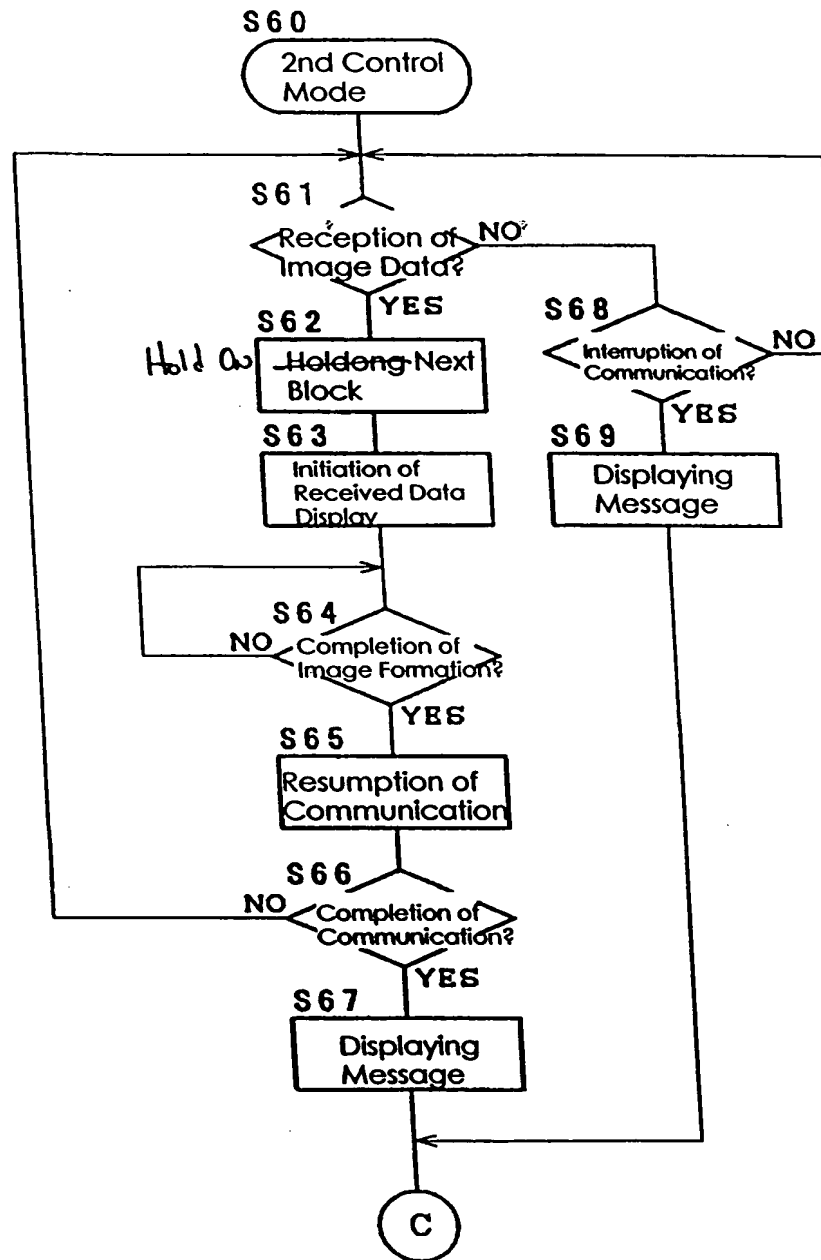 S60
2nd Control
Mode
S61
Reception of
Image Data?
NO
YES
S62
Hold On Holdong Next
Block
S63
Initiation of
Received Data
Display
S64
Completion of
Image Formation?
NO
YES
S65
Resumption of
Communication
S66
Completion of
Communication?
NO
YES
S67
Displaying
Message
S68
Interruption of
Communication?
NO
YES
S69
Displaying
Message
C